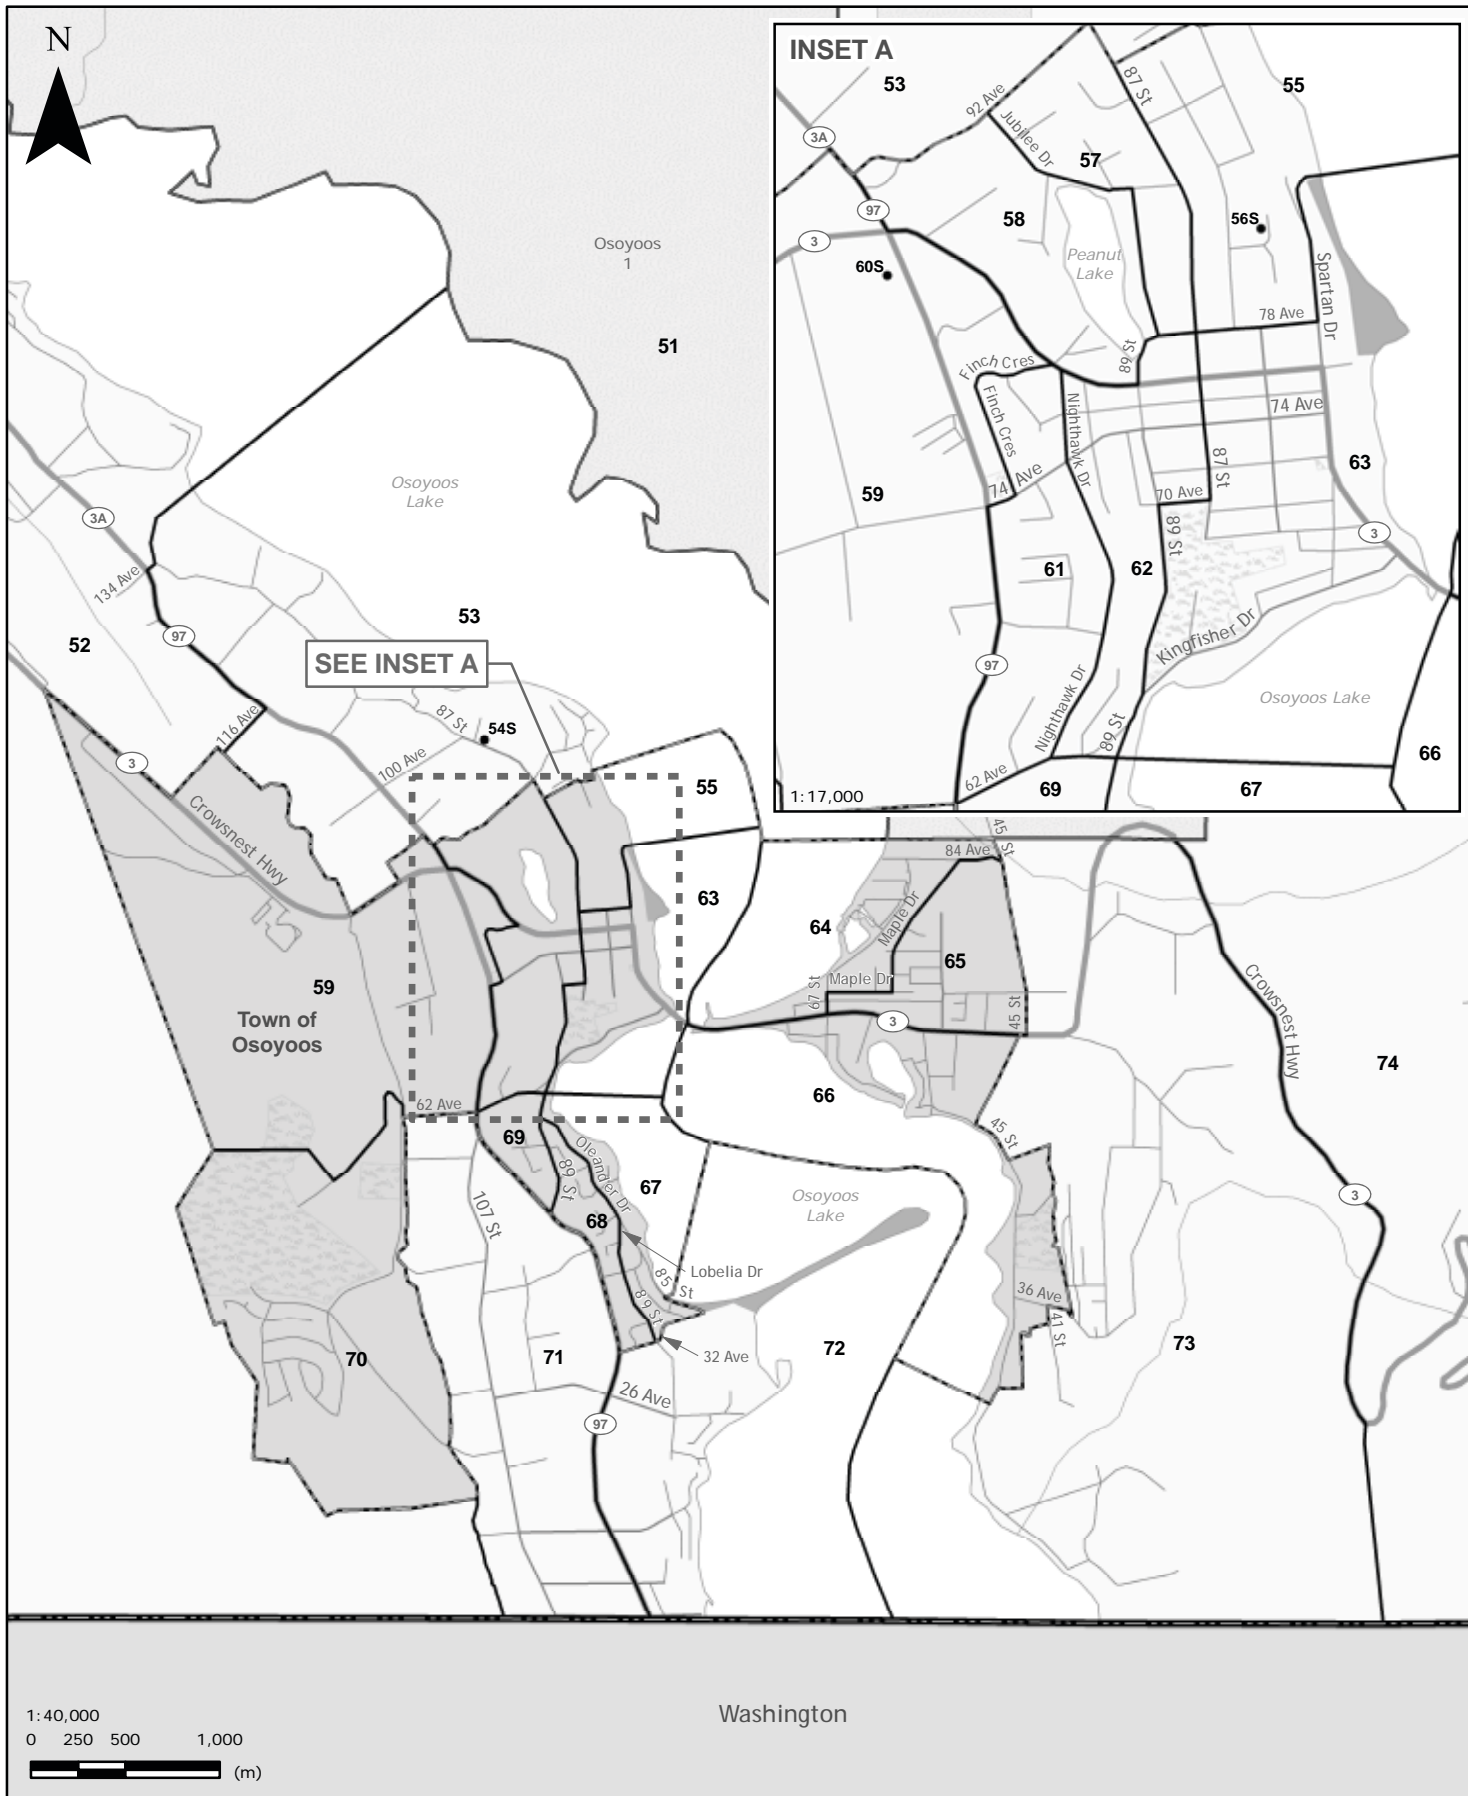 N
INSET A
53
55
92 Ave
87 St
3A
Jubilee Dr
57
97
58
56S
3
Peanut
Lake
60S
Spartan Dr
78 Ave
89 St
Finch Cres
Finch Cres
Nighthawk Dr
74 Ave
87 St
63
74 Ave
59
70 Ave
89 St
3
61
62
Kingfisher Dr
97
Nighthawk Dr
Osoyoos Lake
89 St
66
62 Ave
69
67
1:17,000
Osoyoos
1
51
Osoyoos
Lake
3A
134 Ave
53
52
97
SEE INSET A
116 Ave
87 St
54S
100 Ave
3
Crowsnest Hwy
55
45 St
84 Ave
63
64
Maple Dr
65
Maple Dr
67 St
45 St
3
Crowsnest Hwy
59
Town of
Osoyoos
74
66
62 Ave
69
Oleander Dr
45 St
89 St
67
Osoyoos
Lake
3
107 St
68
Lobelia Dr
85 St
89 St
36 Ave
41 St
32 Ave
70
71
72
73
26 Ave
97
Washington
1:40,000
0 250 500 1,000
(m)